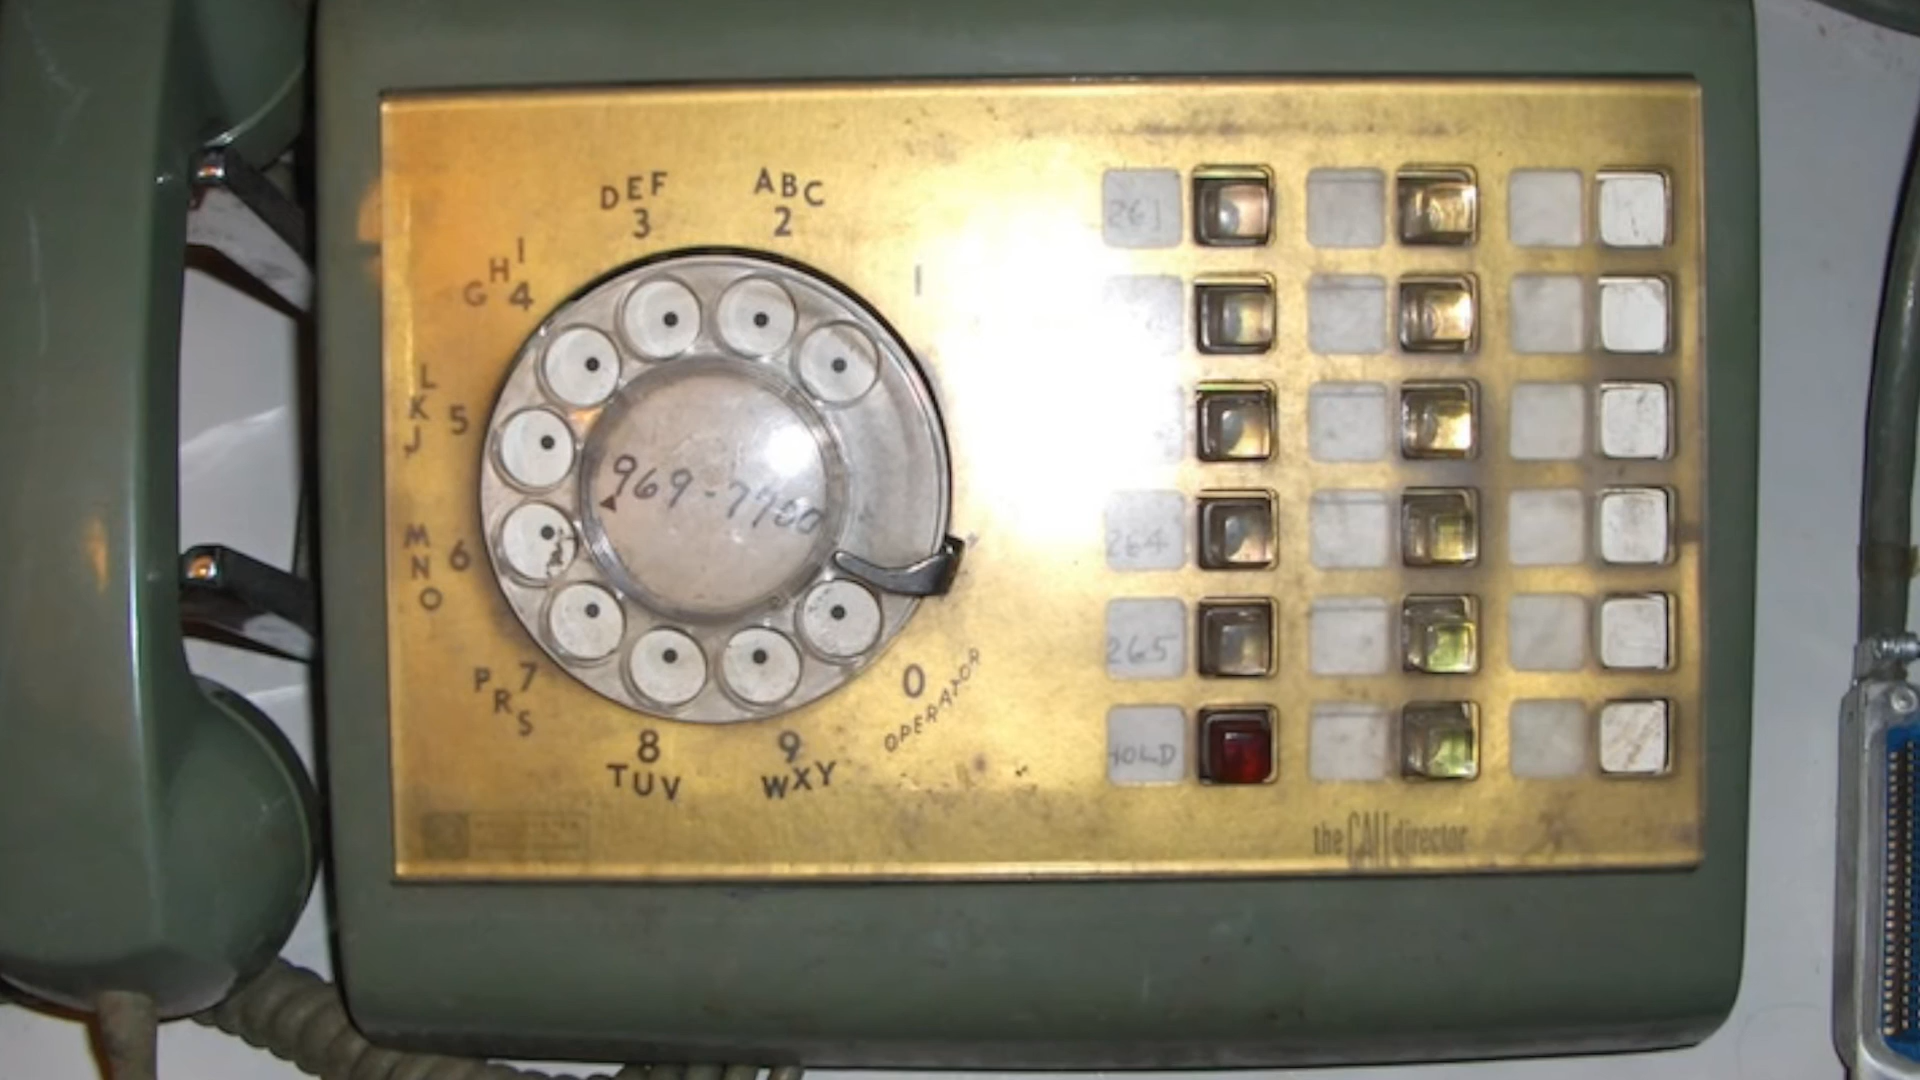 ABC
2
DEF
3
1
GHI
4
JKL
5
MNO
6
PRS
7
TUV
8
WXY
9
0
OPERATOR
969-7700
261
264
265
HOLD
the CALL director